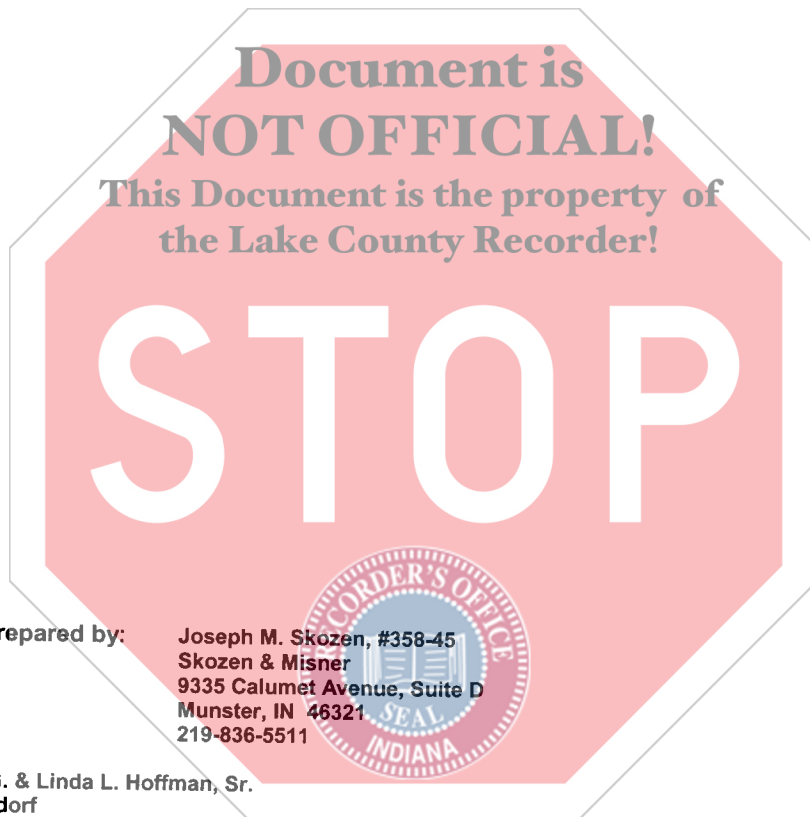 Document is
NOT OFFICIAL!
This Document is the property of
the Lake County Recorder!
STOP
RECORDER'S OFFICE
repared by: Joseph M. Skozen, #358-45
Skozen & Misner
9335 Calumet Avenue, Suite D
Munster, IN 46321
SEAL
219-836-5511
INDIANA
. & Linda L. Hoffman, Sr.
dorf